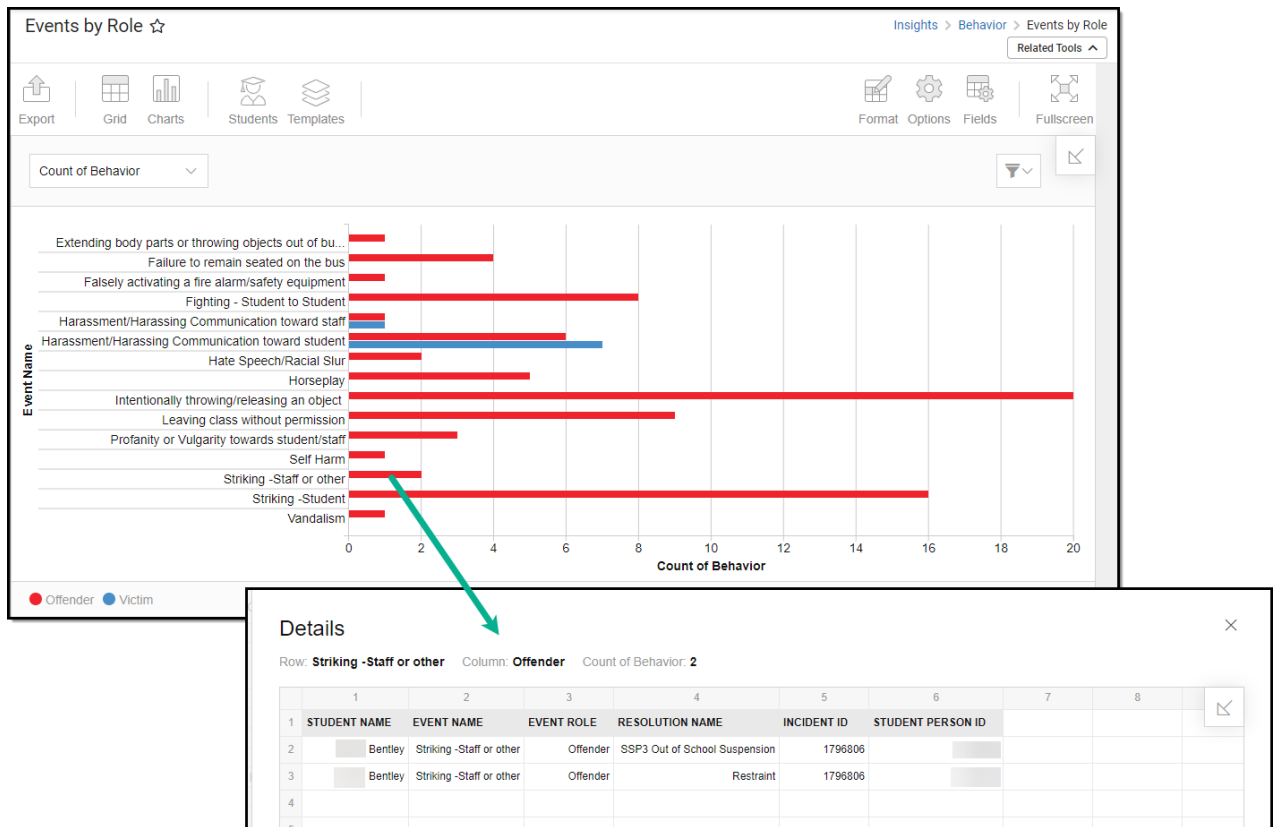 Events by Role
Insights > Behavior > Events by Role
Related Tools
Export Grid Charts Students Templates Format Options Fields Fullscreen
Count of Behavior
Extending body parts or throwing objects out of bu...
Failure to remain seated on the bus
Falsely activating a fire alarm/safety equipment
Fighting - Student to Student
Harassment/Harassing Communication toward staff
Harassment/Harassing Communication toward student
Hate Speech/Racial Slur
Horseplay
Intentionally throwing/releasing an object
Leaving class without permission
Profanity or Vulgarity towards student/staff
Self Harm
Striking -Staff or other
Striking -Student
Vandalism
Event Name
0 2 4 6 8 10 12 14 16 18 20
Count of Behavior
Offender Victim
Details
Row: Striking -Staff or other Column: Offender Count of Behavior: 2
1 2 3 4 5 6 7 8
1 STUDENT NAME EVENT NAME EVENT ROLE RESOLUTION NAME INCIDENT ID STUDENT PERSON ID
2 Bentley Striking -Staff or other Offender SSP3 Out of School Suspension 1796806
3 Bentley Striking -Staff or other Offender Restraint 1796806
4